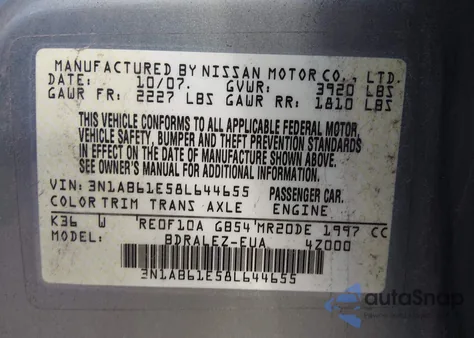 MANUFACTURED BY NISSAN MOTOR CO., LTD.
DATE: 10/07. GVWR: 3920 LBS
GAWR FR: 2227 LBS GAWR RR: 1810 LBS
THIS VEHICLE CONFORMS TO ALL APPLICABLE FEDERAL MOTOR
VEHICLE SAFETY, BUMPER AND THEFT PREVENTION STANDARDS
IN EFFECT ON THE DATE OF MANUFACTURE SHOWN ABOVE.
SEE OWNER'S MANUAL FOR ADDITIONAL INFORMATION.
VIN: 3N1AB61E58L644655 PASSENGER CAR.
COLOR TRIM TRANS AXLE ENGINE
K36 W 'RE0F10A GB54'MR20DE 1997 CC
BDRALEZ-EUA 4Z000
3N1AB61E58L644655
autoSnap